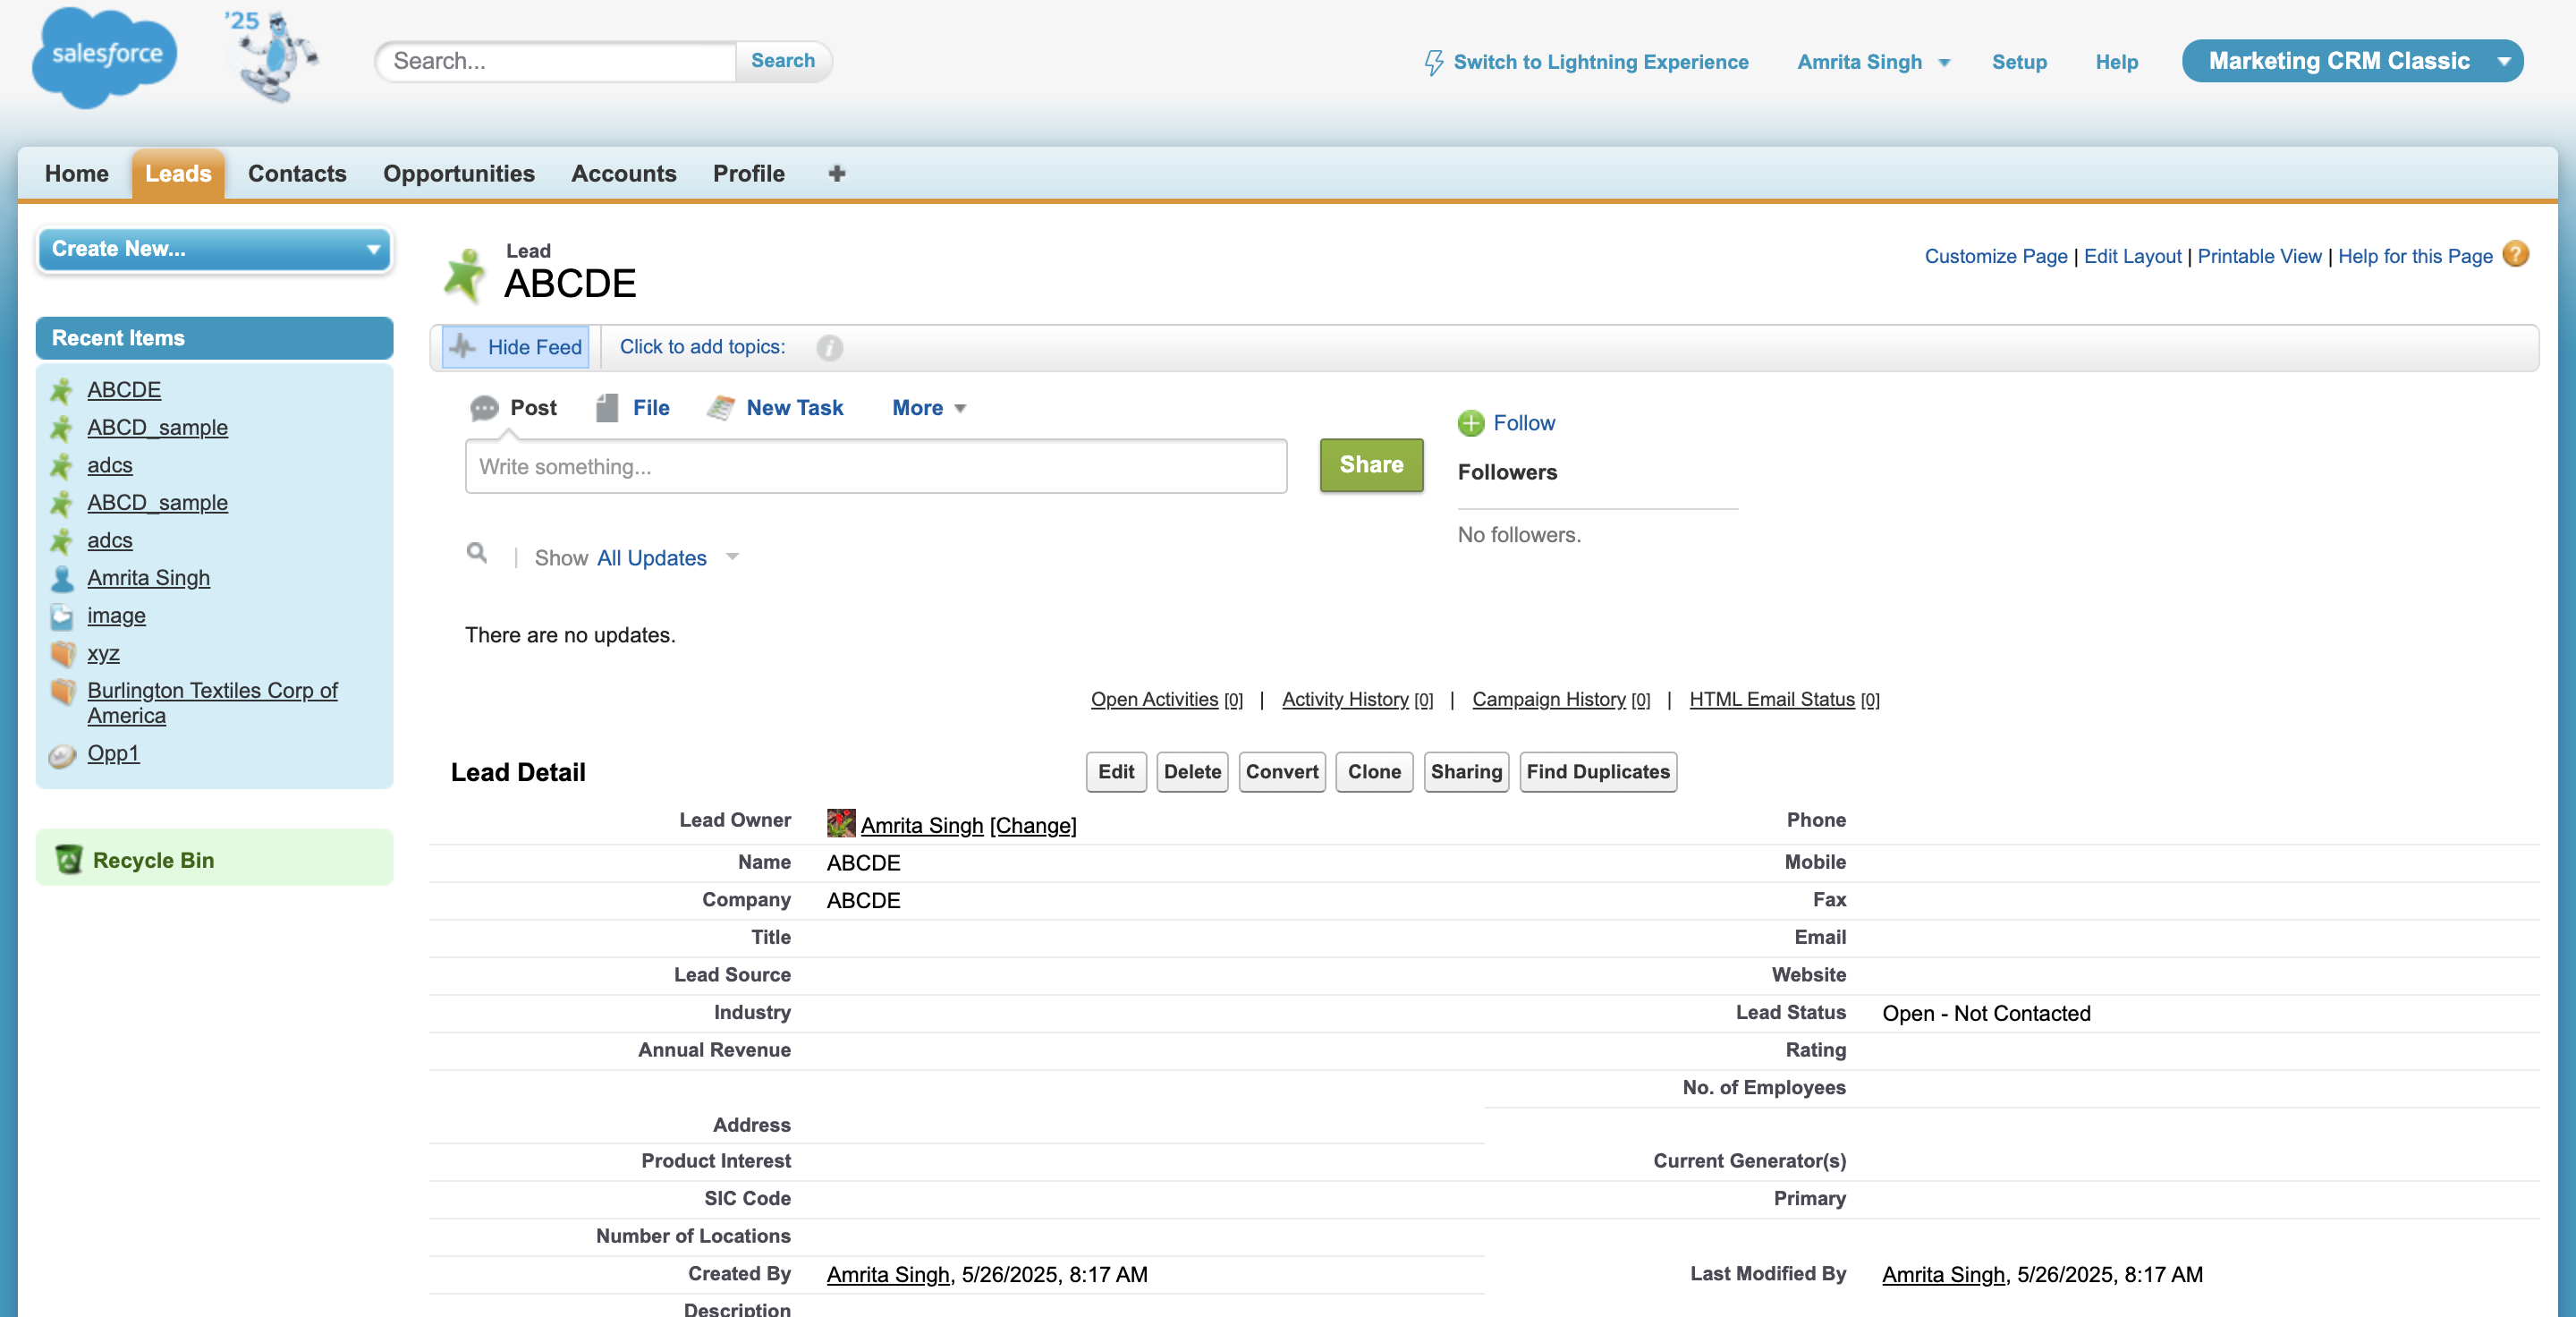 salesforce
'25
Search...
Search
Switch to Lightning Experience
Amrita Singh
Setup
Help
Marketing CRM Classic
Home
Leads
Contacts
Opportunities
Accounts
Profile
Create New...
Recent Items
ABCDE
ABCD_sample
adcs
ABCD_sample
adcs
Amrita Singh
image
xyz
Burlington Textiles Corp of
America
Opp1
Recycle Bin
Lead
ABCDE
Customize Page | Edit Layout | Printable View | Help for this Page
Hide Feed
Click to add topics:
Post
File
New Task
More
Write something...
Share
Follow
Followers
No followers.
Show All Updates
There are no updates.
Open Activities [0] | Activity History [0] | Campaign History [0] | HTML Email Status [0]
Lead Detail
Edit
Delete
Convert
Clone
Sharing
Find Duplicates
Lead Owner Amrita Singh [Change]
Phone
Name ABCDE
Mobile
Company ABCDE
Fax
Title
Email
Lead Source
Website
Industry
Lead Status Open - Not Contacted
Annual Revenue
Rating
No. of Employees
Address
Product Interest
Current Generator(s)
SIC Code
Primary
Number of Locations
Created By Amrita Singh, 5/26/2025, 8:17 AM
Last Modified By Amrita Singh, 5/26/2025, 8:17 AM
Description